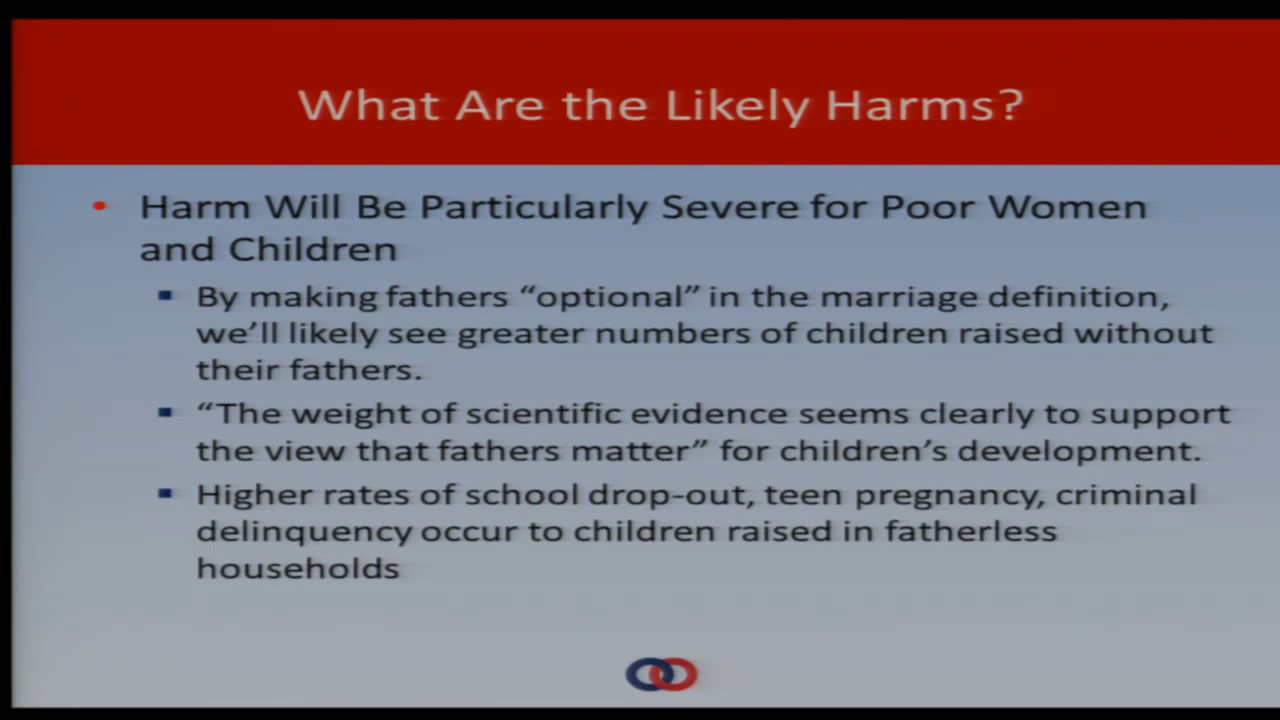 What Are the Likely Harms?
• Harm Will Be Particularly Severe for Poor Women
and Children
▪ By making fathers “optional” in the marriage definition,
we’ll likely see greater numbers of children raised without
their fathers.
▪ “The weight of scientific evidence seems clearly to support
the view that fathers matter” for children’s development.
▪ Higher rates of school drop-out, teen pregnancy, criminal
delinquency occur to children raised in fatherless
households